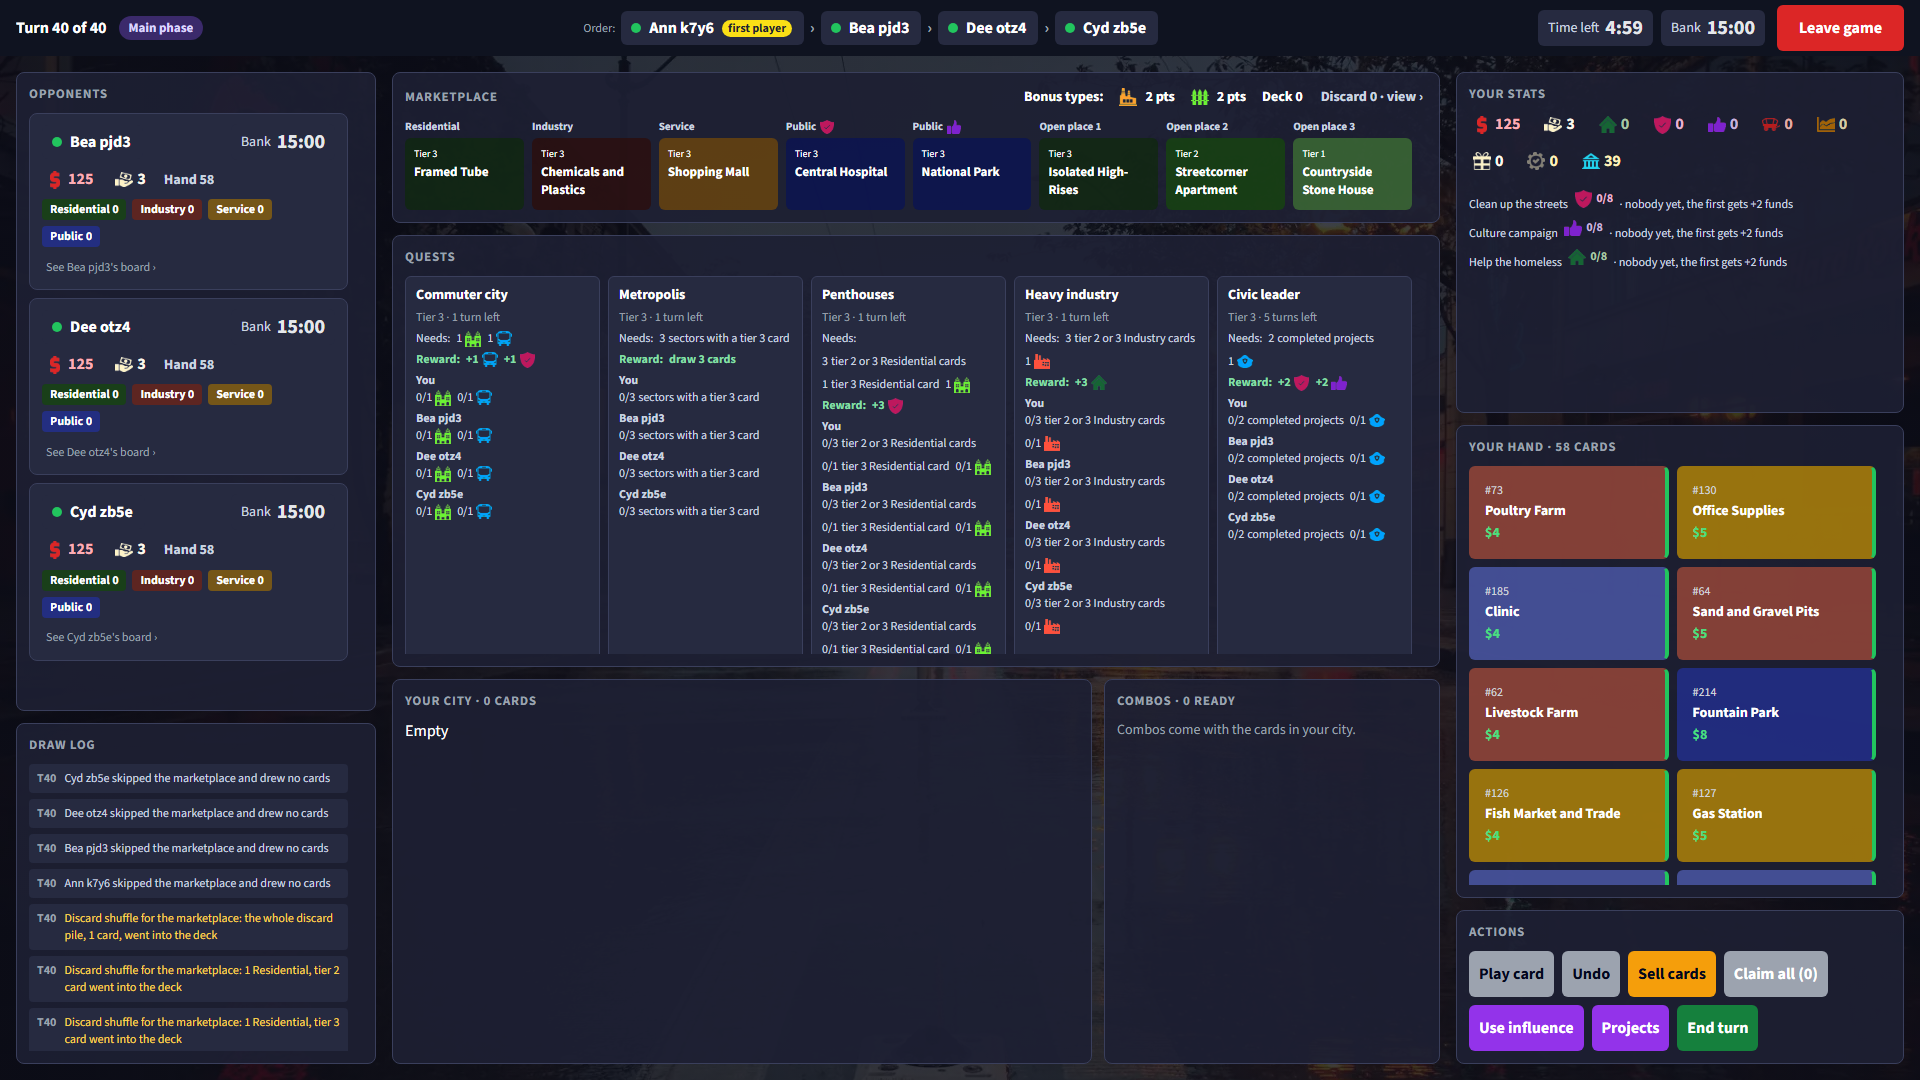 Turn 40 of 40 Main phase
Order: Ann k7y6 first player › Bea pjd3 › Dee otz4 › Cyd zb5e
Time left 4:59 Bank 15:00 Leave game
OPPONENTS
Bea pjd3 Bank 15:00
125 3 Hand 58
Residential 0 Industry 0 Service 0
Public 0
See Bea pjd3's board ›
Dee otz4 Bank 15:00
125 3 Hand 58
Residential 0 Industry 0 Service 0
Public 0
See Dee otz4's board ›
Cyd zb5e Bank 15:00
125 3 Hand 58
Residential 0 Industry 0 Service 0
Public 0
See Cyd zb5e's board ›
DRAW LOG
T40 Cyd zb5e skipped the marketplace and drew no cards
T40 Dee otz4 skipped the marketplace and drew no cards
T40 Bea pjd3 skipped the marketplace and drew no cards
T40 Ann k7y6 skipped the marketplace and drew no cards
T40 Discard shuffle for the marketplace: the whole discard
pile, 1 card, went into the deck
T40 Discard shuffle for the marketplace: 1 Residential, tier 2
card went into the deck
T40 Discard shuffle for the marketplace: 1 Residential, tier 3
card went into the deck
MARKETPLACE
Bonus types: 2 pts 2 pts Deck 0 Discard 0 · view ›
Residential
Tier 3
Framed Tube
Industry
Tier 3
Chemicals and
Plastics
Service
Tier 3
Shopping Mall
Public
Tier 3
Central Hospital
Public
Tier 3
National Park
Open place 1
Tier 3
Isolated High-
Rises
Open place 2
Tier 2
Streetcorner
Apartment
Open place 3
Tier 1
Countryside
Stone House
QUESTS
Commuter city
Tier 3 · 1 turn left
Needs: 1 1
Reward: +1 +1
You
0/1 0/1
Bea pjd3
0/1 0/1
Dee otz4
0/1 0/1
Cyd zb5e
0/1 0/1
Metropolis
Tier 3 · 1 turn left
Needs: 3 sectors with a tier 3 card
Reward: draw 3 cards
You
0/3 sectors with a tier 3 card
Bea pjd3
0/3 sectors with a tier 3 card
Dee otz4
0/3 sectors with a tier 3 card
Cyd zb5e
0/3 sectors with a tier 3 card
Penthouses
Tier 3 · 1 turn left
Needs:
3 tier 2 or 3 Residential cards
1 tier 3 Residential card 1
Reward: +3
You
0/3 tier 2 or 3 Residential cards
0/1 tier 3 Residential card 0/1
Bea pjd3
0/3 tier 2 or 3 Residential cards
0/1 tier 3 Residential card 0/1
Dee otz4
0/3 tier 2 or 3 Residential cards
0/1 tier 3 Residential card 0/1
Cyd zb5e
0/3 tier 2 or 3 Residential cards
0/1 tier 3 Residential card 0/1
Heavy industry
Tier 3 · 1 turn left
Needs: 3 tier 2 or 3 Industry cards
1
Reward: +3
You
0/3 tier 2 or 3 Industry cards
0/1
Bea pjd3
0/3 tier 2 or 3 Industry cards
0/1
Dee otz4
0/3 tier 2 or 3 Industry cards
0/1
Cyd zb5e
0/3 tier 2 or 3 Industry cards
0/1
Civic leader
Tier 3 · 5 turns left
Needs: 2 completed projects
1
Reward: +2 +2
You
0/2 completed projects 0/1
Bea pjd3
0/2 completed projects 0/1
Dee otz4
0/2 completed projects 0/1
Cyd zb5e
0/2 completed projects 0/1
YOUR CITY · 0 CARDS
Empty
COMBOS · 0 READY
Combos come with the cards in your city.
YOUR STATS
125 3 0 0 0 0 0
0 0 39
Clean up the streets 0/8 · nobody yet, the first gets +2 funds
Culture campaign 0/8 · nobody yet, the first gets +2 funds
Help the homeless 0/8 · nobody yet, the first gets +2 funds
YOUR HAND · 58 CARDS
#73
Poultry Farm
$4
#130
Office Supplies
$5
#185
Clinic
$4
#64
Sand and Gravel Pits
$5
#62
Livestock Farm
$4
#214
Fountain Park
$8
#126
Fish Market and Trade
$4
#127
Gas Station
$5
ACTIONS
Play card Undo Sell cards Claim all (0)
Use influence Projects End turn